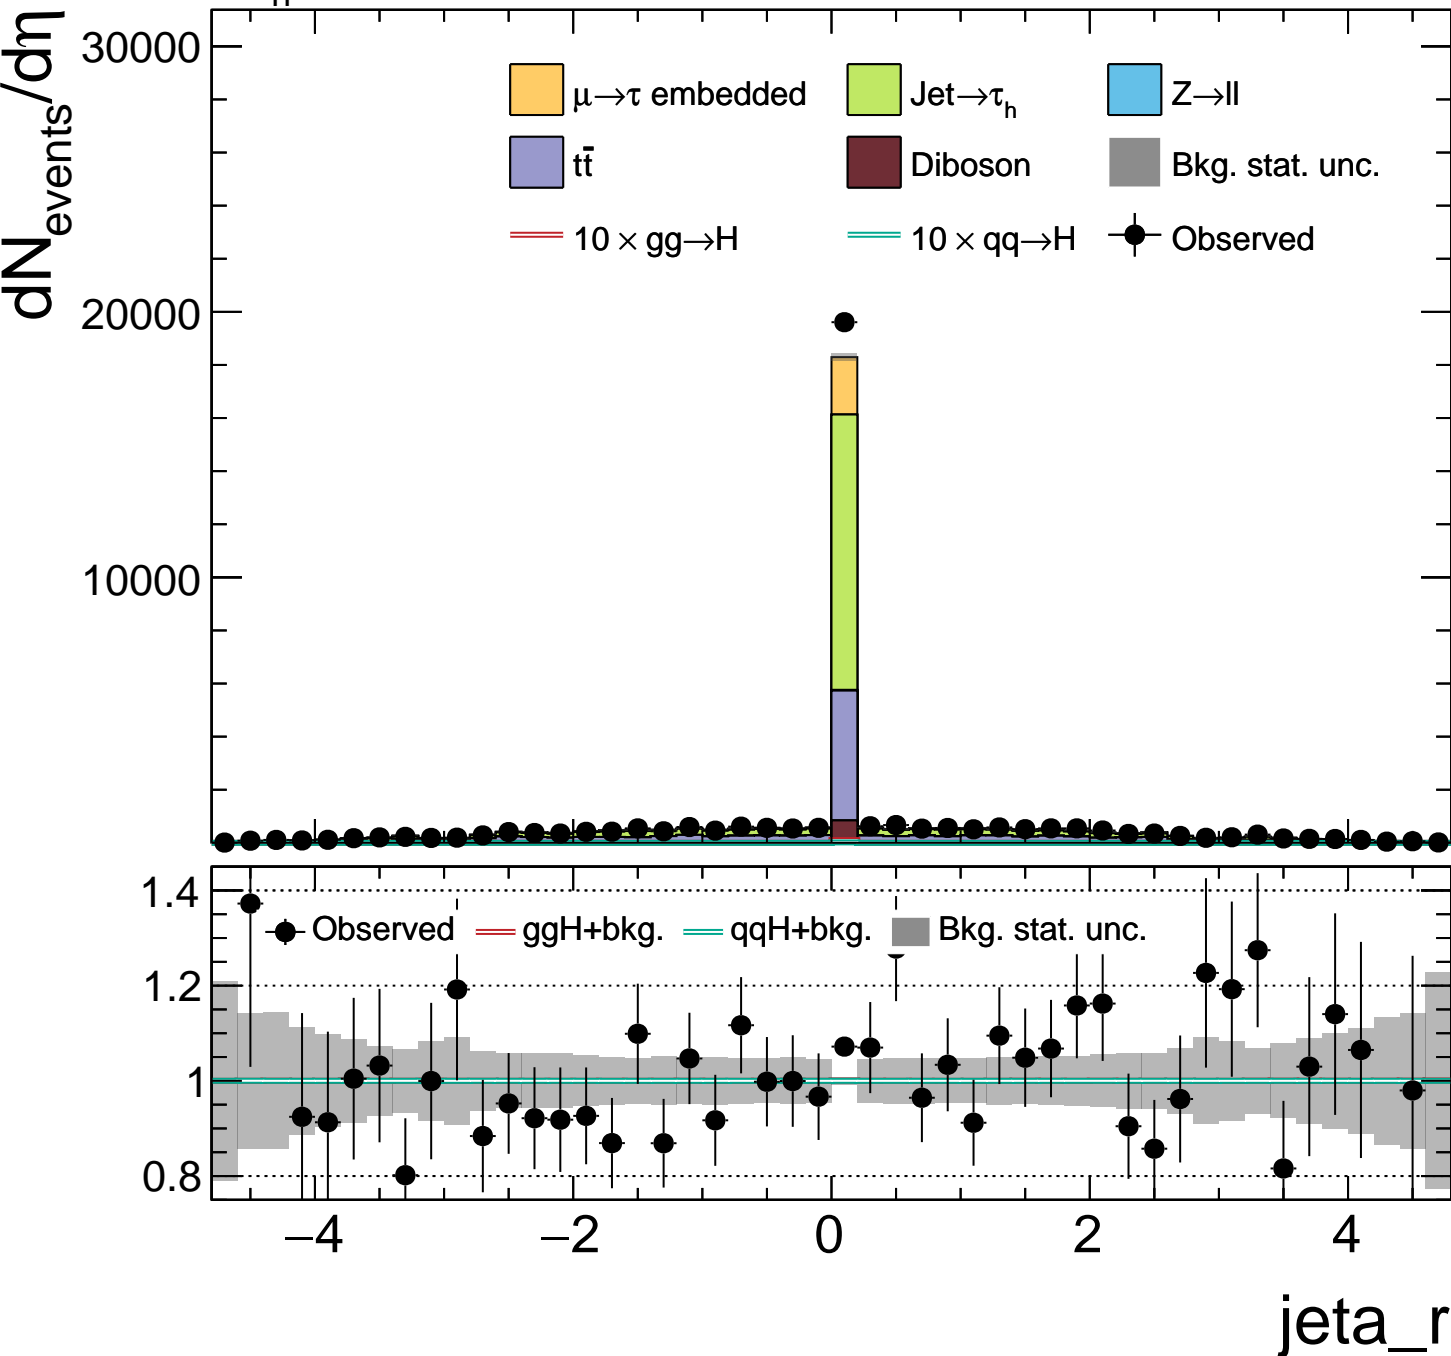 dN_events/dη
30000
20000
10000
μ→τ embedded
Jet→τ_h
Z→ll
tt̄
Diboson
Bkg. stat. unc.
10 × gg→H
10 × qq→H
Observed
1.4
1.2
1
0.8
Observed
ggH+bkg.
qqH+bkg.
Bkg. stat. unc.
−4
−2
0
2
4
jeta_r